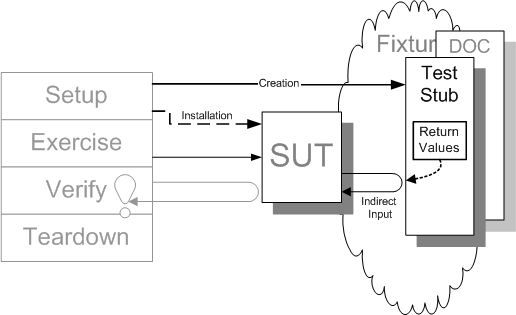 Fixtur
DOC
Setup
Creation
Test
Stub
Installation
Exercise
SUT
Return
Values
Verify
Indirect
Input
Teardown